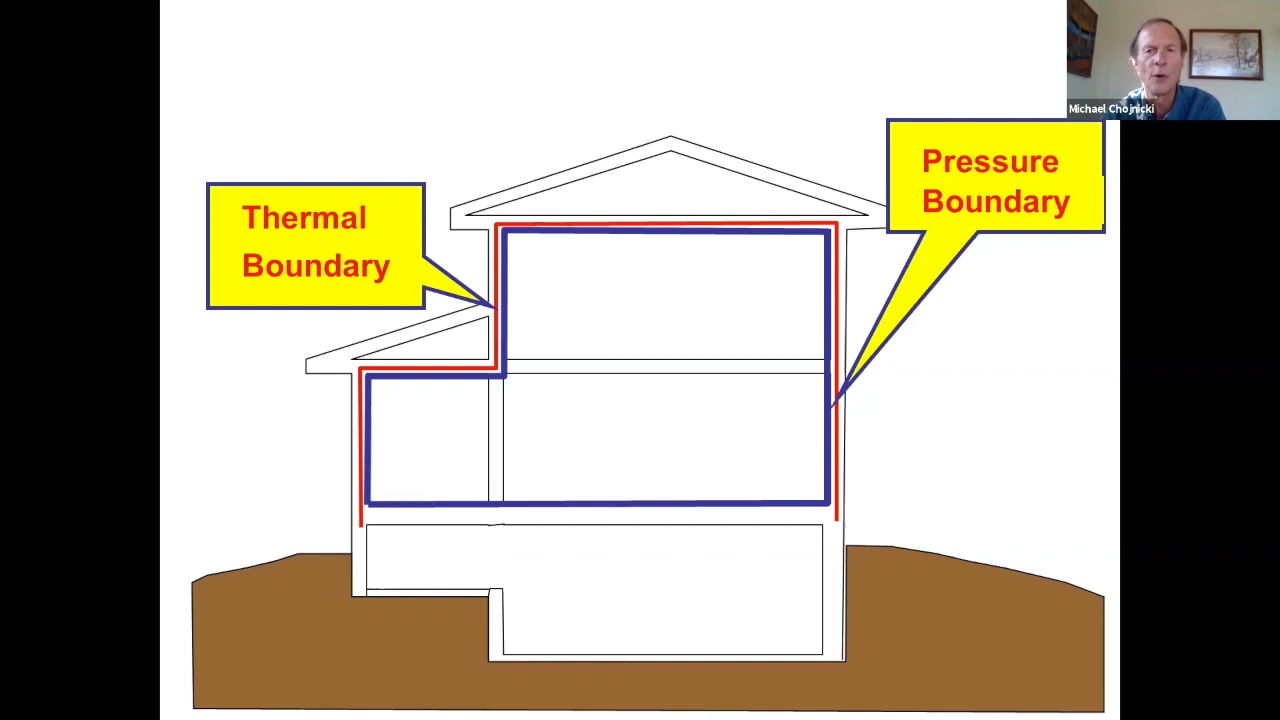 Michael Chojnicki
Pressure
Boundary
Thermal
Boundary